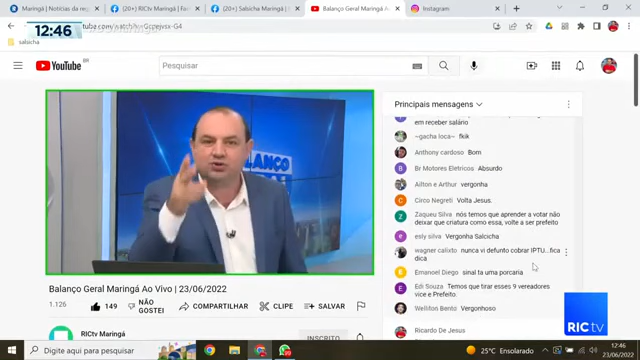 Maringá | Notícias da reg
(20+) RICtv Maringá | Fa
(20+) Salsicha Maringá |
Balanço Geral Maringá A
Instagram
12:46
salsicha
YouTube BR
Pesquisar
Principais mensagens
em receber salário
~gacha loca~ fkik
Anthony cardoso Bom
Br Motores Eletricos Absurdo
Ailton e Arthur vergonha
Circo Negreti Volta Jesus.
Zaqueu Silva nós temos que aprender a votar não
deixar que criatura como esse, volte a ser prefeito
esly silva Vergonha Salcicha
wagner calixto nunca vi defunto cobrar IPTU...fica
dica
Emanoel Diego sinal ta uma porcaria
Edi Souza Temos que tirar esses 9 vereadores
vice e Prefeito.
Weliiton Bento Vergonhoso
Ricardo De Jesus
BALANÇO
Balanço Geral Maringá Ao Vivo | 23/06/2022
1.126
149
NÃO GOSTEI
COMPARTILHAR
CLIPE
SALVAR
RICtv Maringá
INSCRITO
RIC tv
Digite aqui para pesquisar
25°C Ensolarado
12:46
23/06/2022